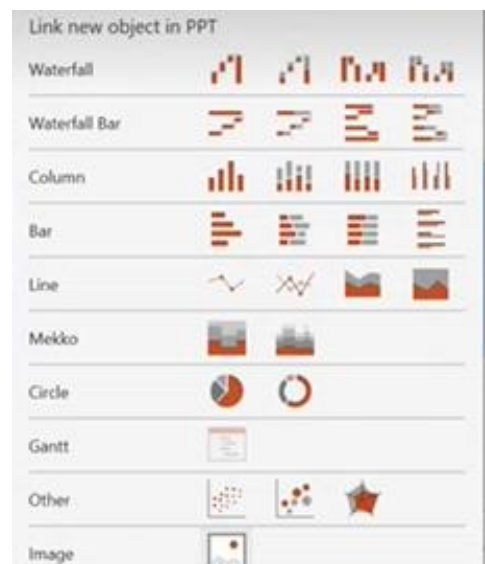 Link new object in PPT
Waterfall
Waterfall Bar
Column
Bar
Line
Mekko
Circle
Gantt
Other
Image